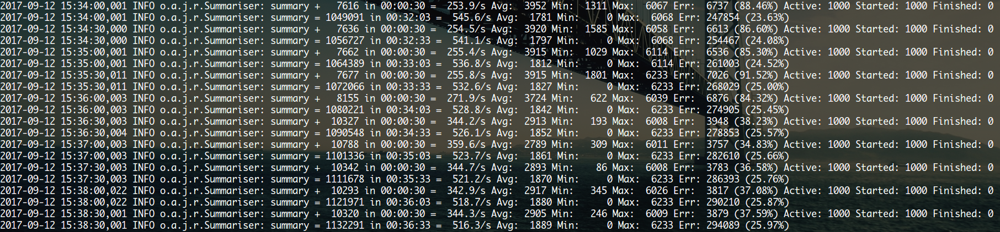 2017-09-12 15:34:00,001 INFO o.a.j.r.Summariser: summary +   7616 in 00:00:30 =  253.9/s Avg:  3952 Min:  1311 Max:  6067 Err:  6737 (88.46%) Active: 1000 Started: 1000 Finished: 0
2017-09-12 15:34:00,001 INFO o.a.j.r.Summariser: summary = 1049091 in 00:32:03 =  545.6/s Avg:  1781 Min:     0 Max:  6068 Err: 247854 (23.63%)
2017-09-12 15:34:30,000 INFO o.a.j.r.Summariser: summary +   7636 in 00:00:30 =  254.5/s Avg:  3920 Min:  1585 Max:  6058 Err:  6613 (86.60%) Active: 1000 Started: 1000 Finished: 0
2017-09-12 15:34:30,000 INFO o.a.j.r.Summariser: summary = 1056727 in 00:32:33 =  541.1/s Avg:  1797 Min:     0 Max:  6068 Err: 254467 (24.08%)
2017-09-12 15:35:00,001 INFO o.a.j.r.Summariser: summary +   7662 in 00:00:30 =  255.4/s Avg:  3915 Min:  1029 Max:  6114 Err:  6536 (85.30%) Active: 1000 Started: 1000 Finished: 0
2017-09-12 15:35:00,001 INFO o.a.j.r.Summariser: summary = 1064389 in 00:33:03 =  536.8/s Avg:  1812 Min:     0 Max:  6114 Err: 261003 (24.52%)
2017-09-12 15:35:30,011 INFO o.a.j.r.Summariser: summary +   7677 in 00:00:30 =  255.8/s Avg:  3915 Min:  1801 Max:  6233 Err:  7026 (91.52%) Active: 1000 Started: 1000 Finished: 0
2017-09-12 15:35:30,011 INFO o.a.j.r.Summariser: summary = 1072066 in 00:33:33 =  532.6/s Avg:  1827 Min:     0 Max:  6233 Err: 268029 (25.00%)
2017-09-12 15:36:00,003 INFO o.a.j.r.Summariser: summary +   8155 in 00:00:30 =  271.9/s Avg:  3724 Min:   622 Max:  6039 Err:  6876 (84.32%) Active: 1000 Started: 1000 Finished: 0
2017-09-12 15:36:00,003 INFO o.a.j.r.Summariser: summary = 1080221 in 00:34:03 =  528.8/s Avg:  1842 Min:     0 Max:  6233 Err: 274905 (25.45%)
2017-09-12 15:36:30,003 INFO o.a.j.r.Summariser: summary +  10327 in 00:00:30 =  344.2/s Avg:  2913 Min:   193 Max:  6008 Err:  3948 (38.23%) Active: 1000 Started: 1000 Finished: 0
2017-09-12 15:36:30,004 INFO o.a.j.r.Summariser: summary = 1090548 in 00:34:33 =  526.1/s Avg:  1852 Min:     0 Max:  6233 Err: 278853 (25.57%)
2017-09-12 15:37:00,003 INFO o.a.j.r.Summariser: summary +  10788 in 00:00:30 =  359.6/s Avg:  2789 Min:   309 Max:  6011 Err:  3757 (34.83%) Active: 1000 Started: 1000 Finished: 0
2017-09-12 15:37:00,003 INFO o.a.j.r.Summariser: summary = 1101336 in 00:35:03 =  523.7/s Avg:  1861 Min:     0 Max:  6233 Err: 282610 (25.66%)
2017-09-12 15:37:30,003 INFO o.a.j.r.Summariser: summary +  10342 in 00:00:30 =  344.7/s Avg:  2893 Min:    86 Max:  6008 Err:  3783 (36.58%) Active: 1000 Started: 1000 Finished: 0
2017-09-12 15:37:30,003 INFO o.a.j.r.Summariser: summary = 1111678 in 00:35:33 =  521.2/s Avg:  1870 Min:     0 Max:  6233 Err: 286393 (25.76%)
2017-09-12 15:38:00,022 INFO o.a.j.r.Summariser: summary +  10293 in 00:00:30 =  342.9/s Avg:  2917 Min:   345 Max:  6026 Err:  3817 (37.08%) Active: 1000 Started: 1000 Finished: 0
2017-09-12 15:38:00,022 INFO o.a.j.r.Summariser: summary = 1121971 in 00:36:03 =  518.7/s Avg:  1880 Min:     0 Max:  6233 Err: 290210 (25.87%)
2017-09-12 15:38:30,001 INFO o.a.j.r.Summariser: summary +  10320 in 00:00:30 =  344.3/s Avg:  2905 Min:   246 Max:  6009 Err:  3879 (37.59%) Active: 1000 Started: 1000 Finished: 0
2017-09-12 15:38:30,001 INFO o.a.j.r.Summariser: summary = 1132291 in 00:36:33 =  516.3/s Avg:  1889 Min:     0 Max:  6233 Err: 294089 (25.97%)